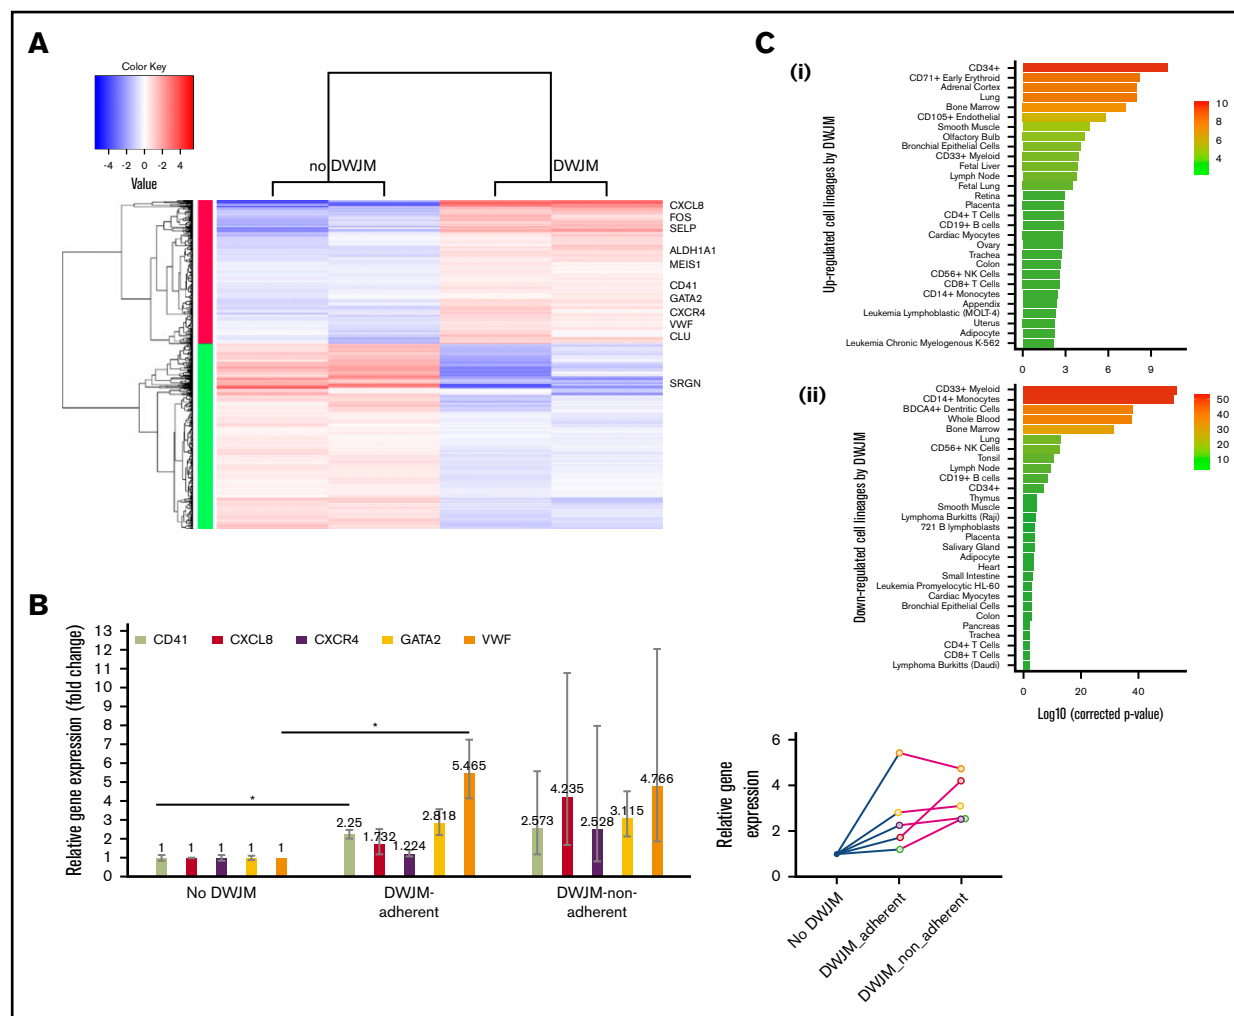 A
Color Key
-4 -2 0 2 4
Value
no DWJM
DWJM
CXCL8
FOS
SELP
ALDH1A1
MEIS1
CD41
GATA2
CXCR4
VWF
CLU
SRGN
B
Relative gene expression (fold change)
13
12
11
10
9
8
7
6
5
4
3
2
1
0
CD41 CXCL8 CXCR4 GATA2 VWF
*
*
1 1 1 1 1
2.25 1.732 1.224 2.818 5.465
2.573 4.235 2.528 3.115 4.766
No DWJM
DWJM-
adherent
DWJM-non-
adherent
C
(i)
Up-regulated cell lineages by DWJM
CD34+
CD71+ Early Erythroid
Adrenal Cortex
Lung
Bone Marrow
CD105+ Endothelial
Smooth Muscle
Olfactory Bulb
Bronchial Epithelial Cells
CD33+ Myeloid
Fetal Liver
Lymph Node
Fetal Lung
Retina
Placenta
CD4+ T Cells
CD19+ B cells
Cardiac Myocytes
Ovary
Trachea
Colon
CD56+ NK Cells
CD8+ T Cells
CD14+ Monocytes
Appendix
Leukemia Lymphoblastic (MOLT-4)
Uterus
Adipocyte
Leukemia Chronic Myelogenous K-562
0 3 6 9
10
8
6
4
(ii)
Down-regulated cell lineages by DWJM
CD33+ Myeloid
CD14+ Monocytes
BDCA4+ Dentritic Cells
Whole Blood
Bone Marrow
Lung
CD56+ NK Cells
Tonsil
Lymph Node
CD19+ B cells
CD34+
Thymus
Smooth Muscle
Lymphoma Burkitts (Raji)
721 B lymphoblasts
Placenta
Salivary Gland
Adipocyte
Heart
Small Intestine
Leukemia Promyelocytic HL-60
Cardiac Myocytes
Bronchial Epithelial Cells
Colon
Pancreas
Trachea
CD4+ T Cells
CD8+ T Cells
Lymphoma Burkitts (Daudi)
0 20 40
Log10 (corrected p-value)
50
40
30
20
10
Relative gene
expression
6
4
2
0
No DWJM
DWJM_adherent
DWJM_non_adherent